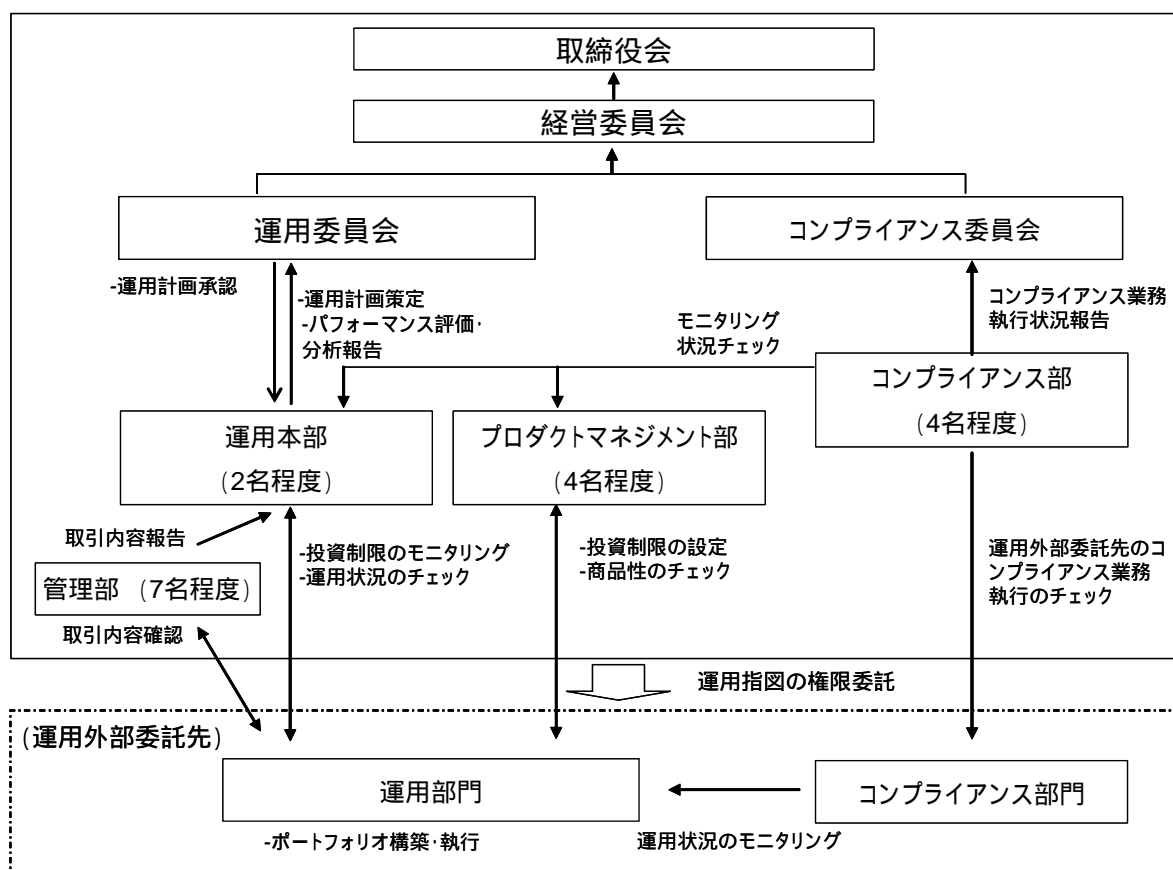 取締役会
経営委員会
運用委員会
コンプライアンス委員会
-運用計画承認
-運用計画策定
-パフォーマンス評価・
分析報告
モニタリング
状況チェック
コンプライアンス業務
執行状況報告
コンプライアンス部
(4名程度)
運用本部
(2名程度)
プロダクトマネジメント部
(4名程度)
取引内容報告
管理部 (7名程度)
取引内容確認
-投資制限のモニタリング
-運用状況のチェック
-投資制限の設定
-商品性のチェック
運用外部委託先のコ
ンプライアンス業務
執行のチェック
運用指図の権限委託
(運用外部委託先)
運用部門
コンプライアンス部門
-ポートフォリオ構築・執行
運用状況のモニタリング